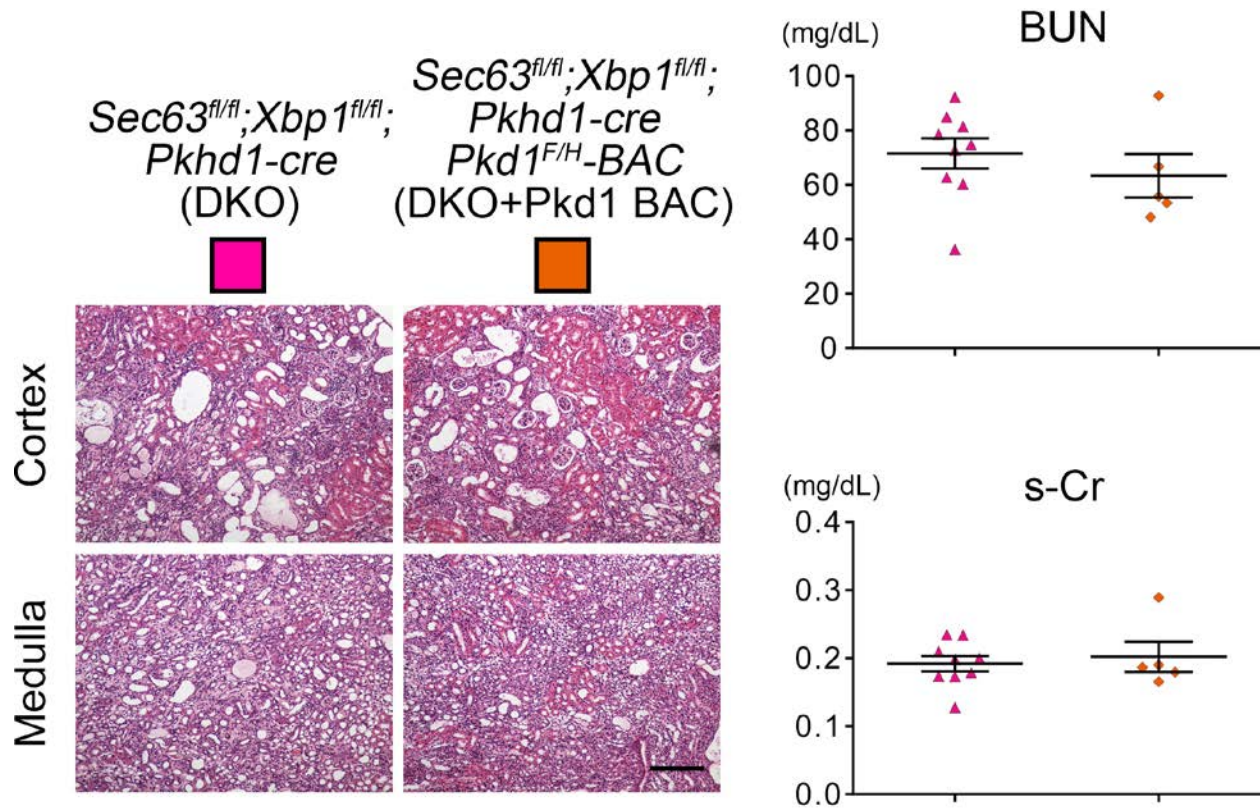 Sec63fl/fl;Xbp1fl/fl;
Pkhd1-cre
(DKO)
Sec63fl/fl;Xbp1fl/fl;
Pkhd1-cre
Pkd1F/H-BAC
(DKO+Pkd1 BAC)
Cortex
Medulla
(mg/dL)
BUN
100
80
60
40
20
0
(mg/dL)
s-Cr
0.4
0.3
0.2
0.1
0.0